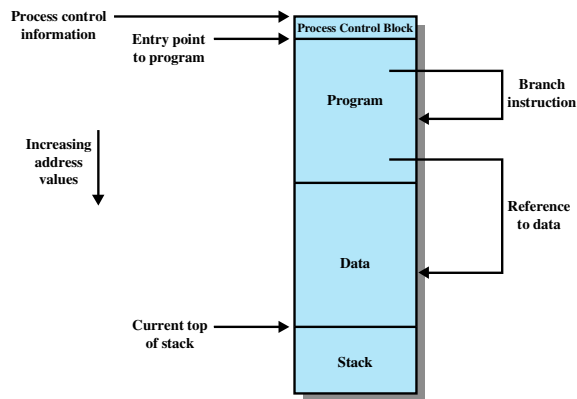 Process control
information
Process Control Block
Entry point
to program
Program
Branch
instruction
Increasing
address
values
Reference
to data
Data
Current top
of stack
Stack